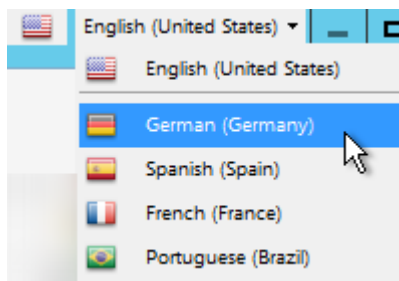 English (United States)
English (United States)
German (Germany)
Spanish (Spain)
French (France)
Portuguese (Brazil)